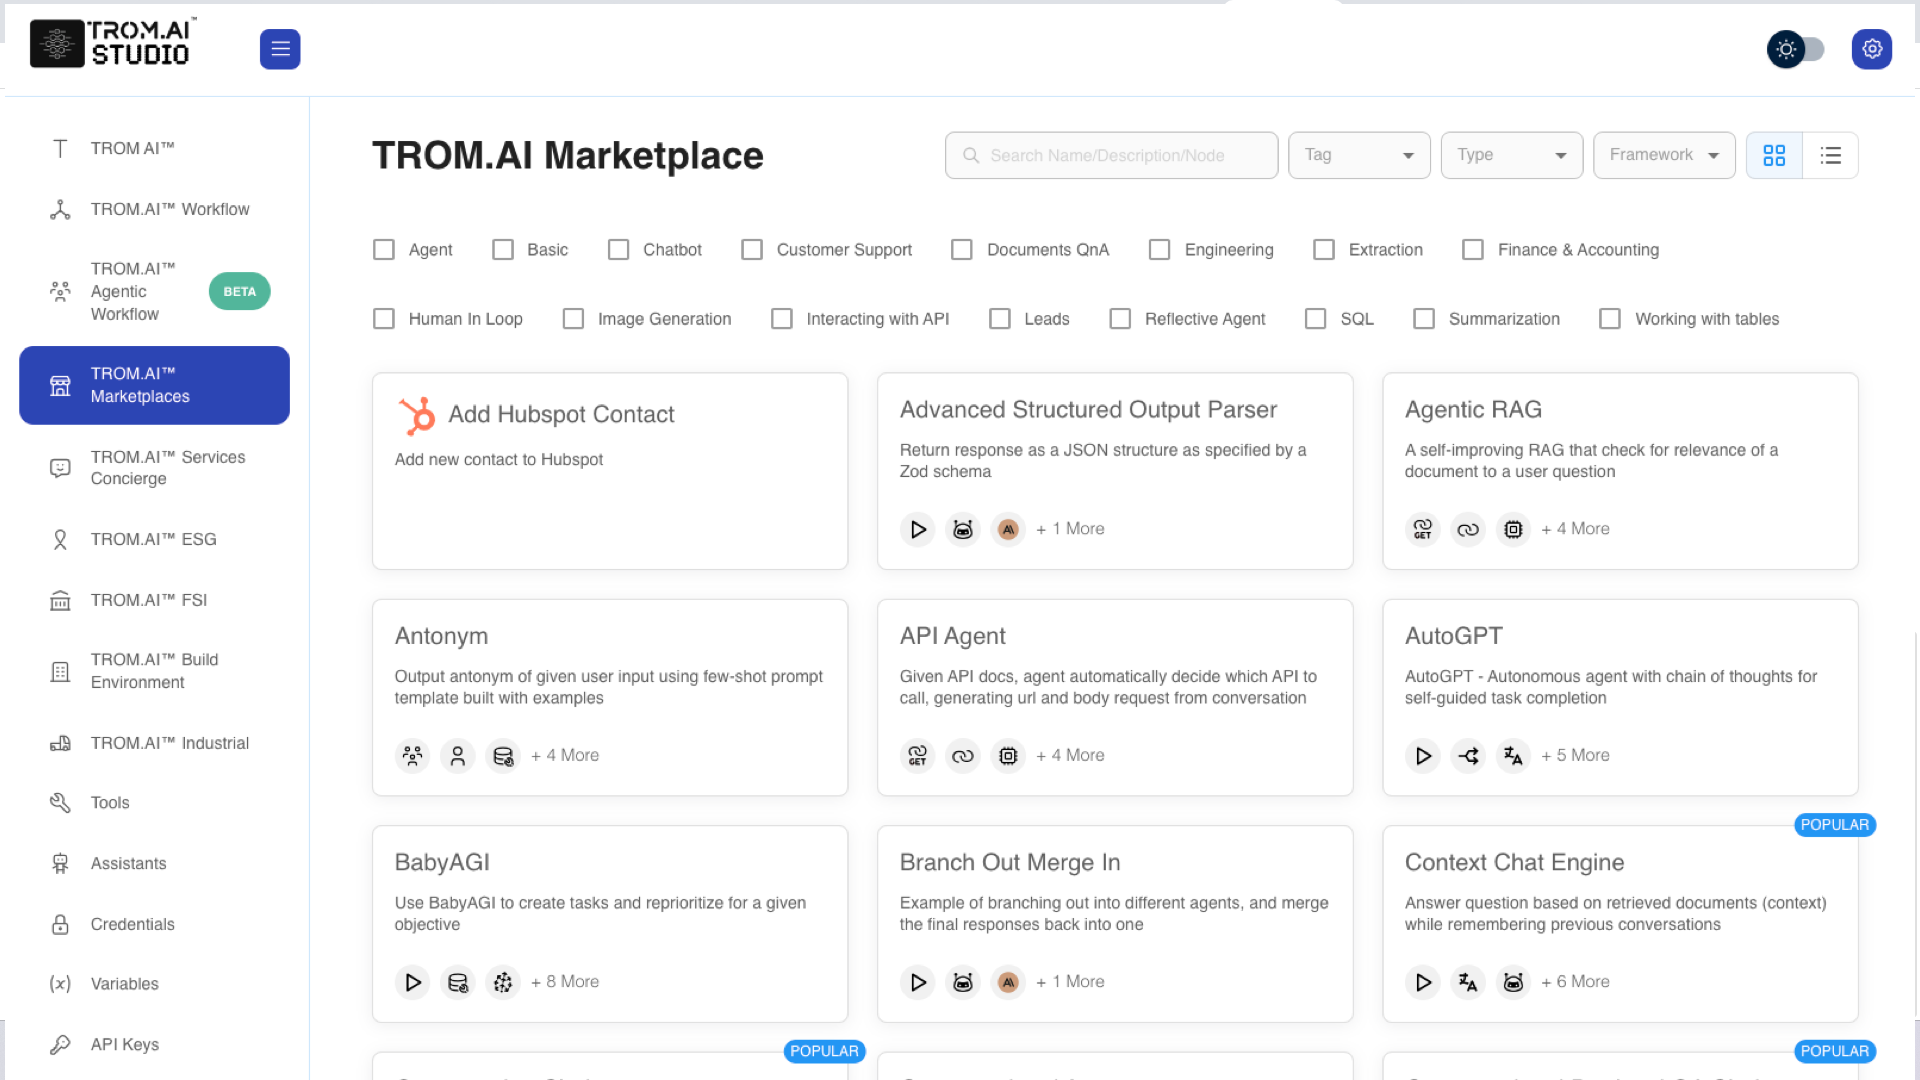 TROM.AI™
STUDIO
TROM AI™
TROM.AI™ Workflow
TROM.AI™
Agentic
Workflow
BETA
TROM.AI™
Marketplaces
TROM.AI™ Services
Concierge
TROM.AI™ ESG
TROM.AI™ FSI
TROM.AI™ Build
Environment
TROM.AI™ Industrial
Tools
Assistants
Credentials
(x) Variables
API Keys
TROM.AI Marketplace
Search Name/Description/Node
Tag
Type
Framework
Agent Basic Chatbot Customer Support Documents QnA Engineering Extraction Finance & Accounting
Human In Loop Image Generation Interacting with API Leads Reflective Agent SQL Summarization Working with tables
Add Hubspot Contact
Add new contact to Hubspot
Advanced Structured Output Parser
Return response as a JSON structure as specified by a
Zod schema
+ 1 More
Agentic RAG
A self-improving RAG that check for relevance of a
document to a user question
GET
+ 4 More
Antonym
Output antonym of given user input using few-shot prompt
template built with examples
+ 4 More
API Agent
Given API docs, agent automatically decide which API to
call, generating url and body request from conversation
GET
+ 4 More
AutoGPT
AutoGPT - Autonomous agent with chain of thoughts for
self-guided task completion
+ 5 More
BabyAGI
Use BabyAGI to create tasks and reprioritize for a given
objective
+ 8 More
Branch Out Merge In
Example of branching out into different agents, and merge
the final responses back into one
+ 1 More
POPULAR
Context Chat Engine
Answer question based on retrieved documents (context)
while remembering previous conversations
+ 6 More
POPULAR
POPULAR